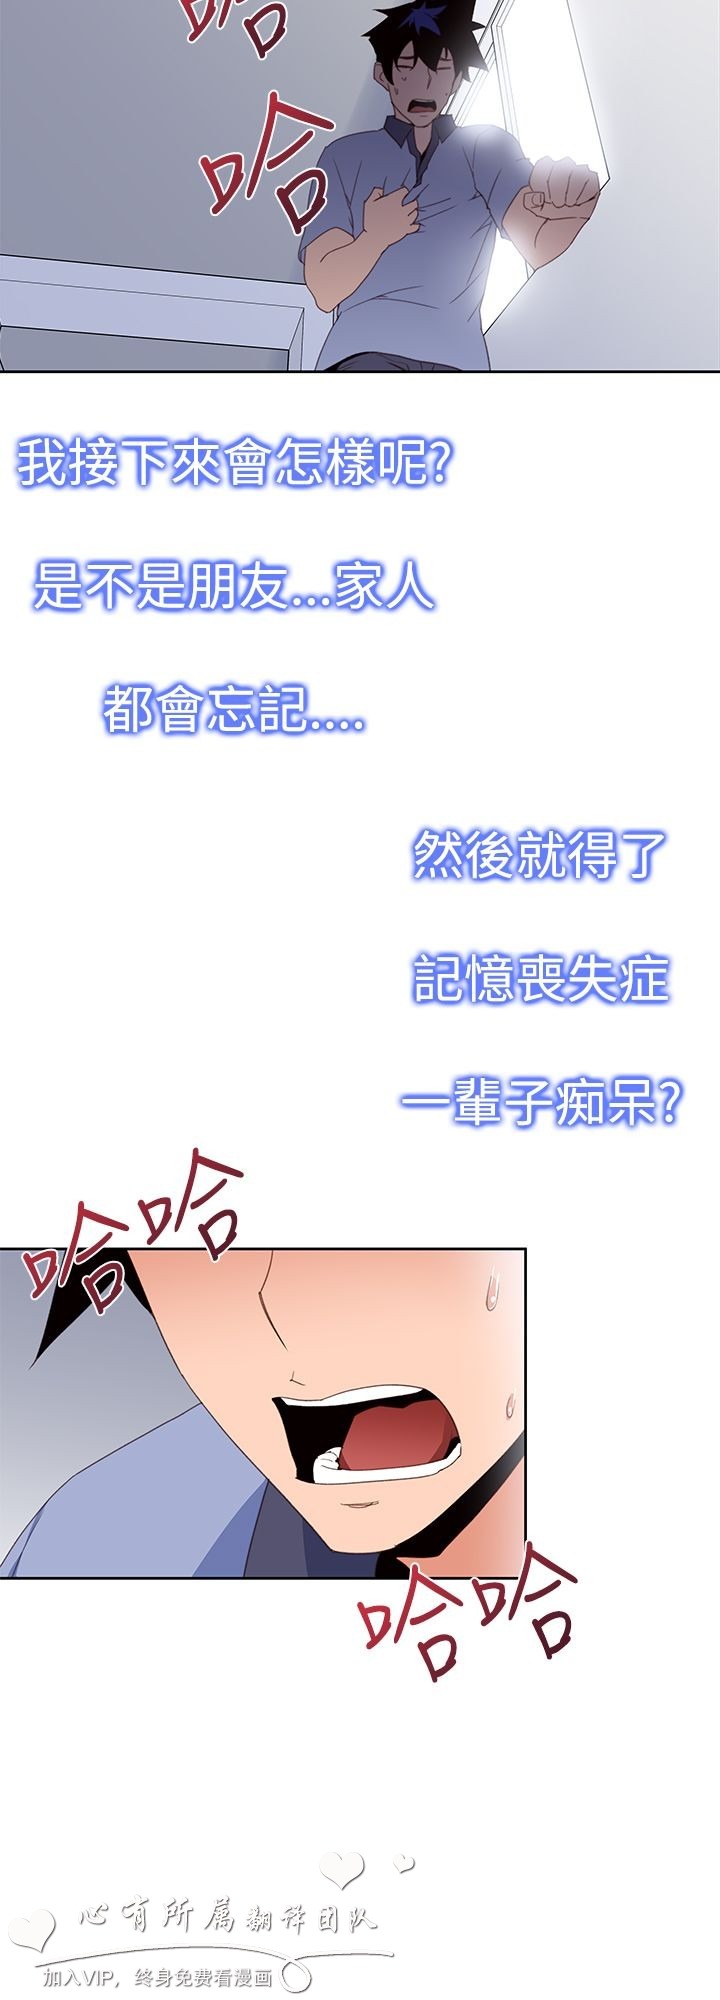 哈
哈
我接下來會怎樣呢?
是不是朋友...家人
都會忘記....
然後就得了
記憶喪失症
一輩子痴呆?
哈哈
哈哈
心有所属翻译团队
加入VIP，终身免费看漫画